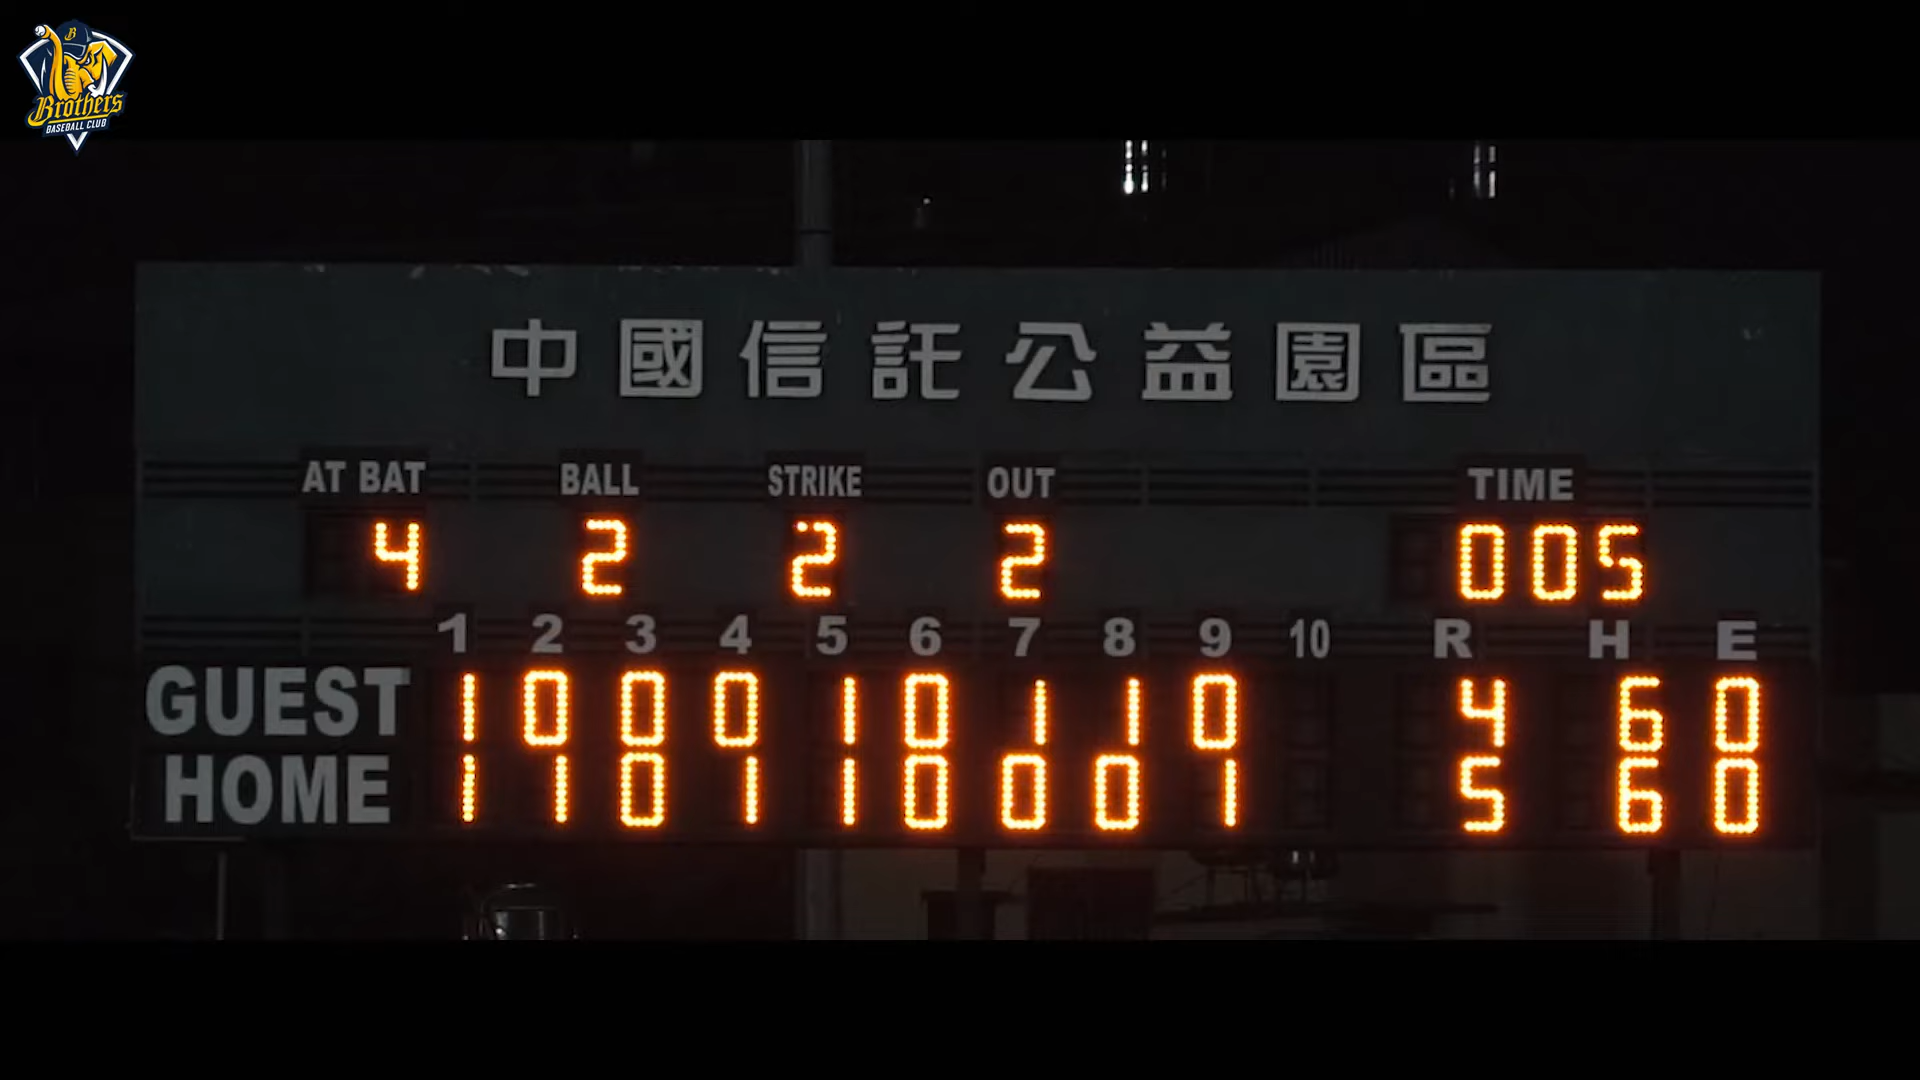 B
Brothers
BASEBALL CLUB
中國信託公益園區
AT BAT BALL STRIKE OUT TIME
4 2 2 2 005
1 2 3 4 5 6 7 8 9 10 R H E
GUEST 1 0 0 0 1 0 1 1 0 4 6 0
HOME 1 1 0 1 1 0 0 0 1 5 6 0